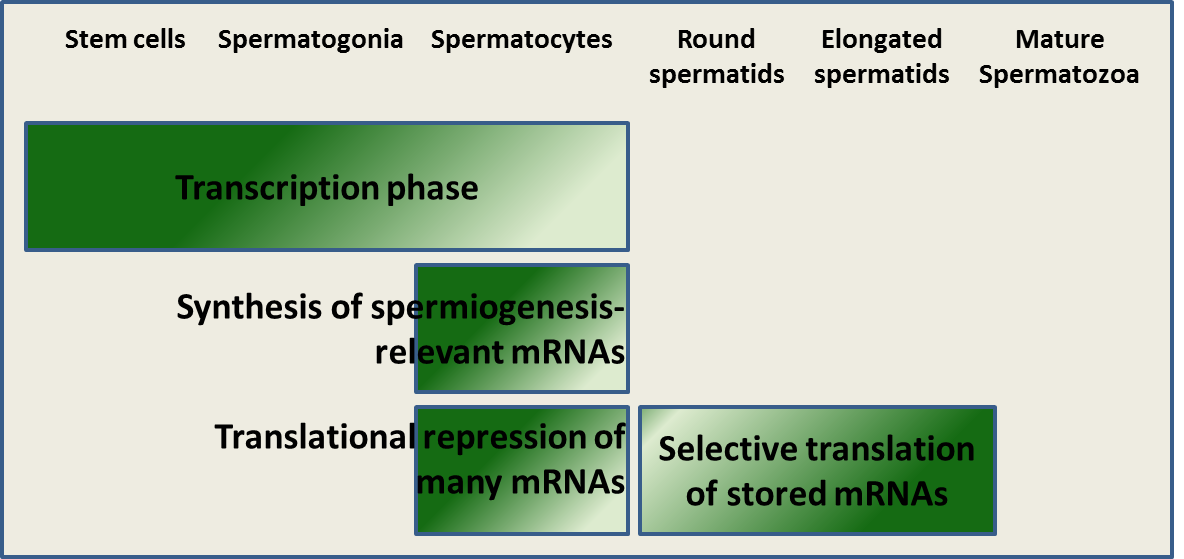 Stem cells Spermatogonia Spermatocytes Round spermatids Elongated spermatids Mature Spermatozoa
Transcription phase
Synthesis of spermiogenesis-
relevant mRNAs
Translational repression of
many mRNAs
Selective translation
of stored mRNAs